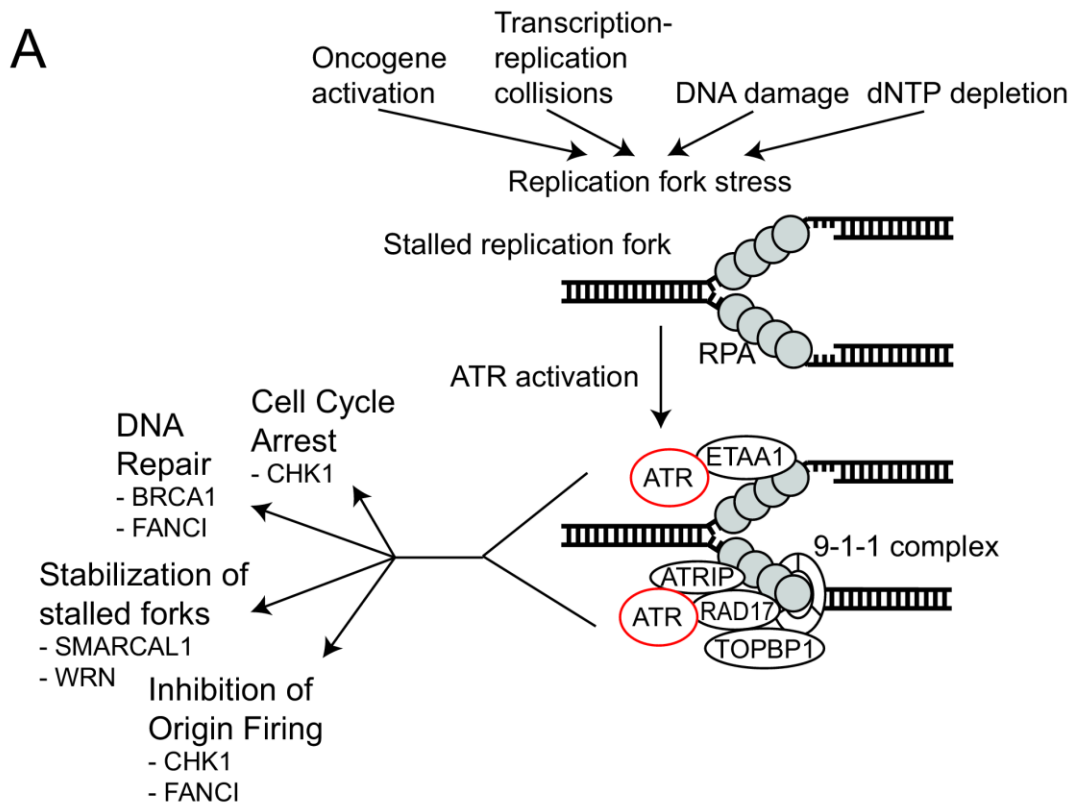 A
Oncogene
activation
Transcription-
replication
collisions
DNA damage
dNTP depletion
Replication fork stress
Stalled replication fork
RPA
ATR activation
Cell Cycle
Arrest
- CHK1
DNA
Repair
- BRCA1
- FANCI
Stabilization of
stalled forks
- SMARCAL1
- WRN
Inhibition of
Origin Firing
- CHK1
- FANCI
ATR
ETAA1
9-1-1 complex
ATRIP
ATR
RAD17
TOPBP1